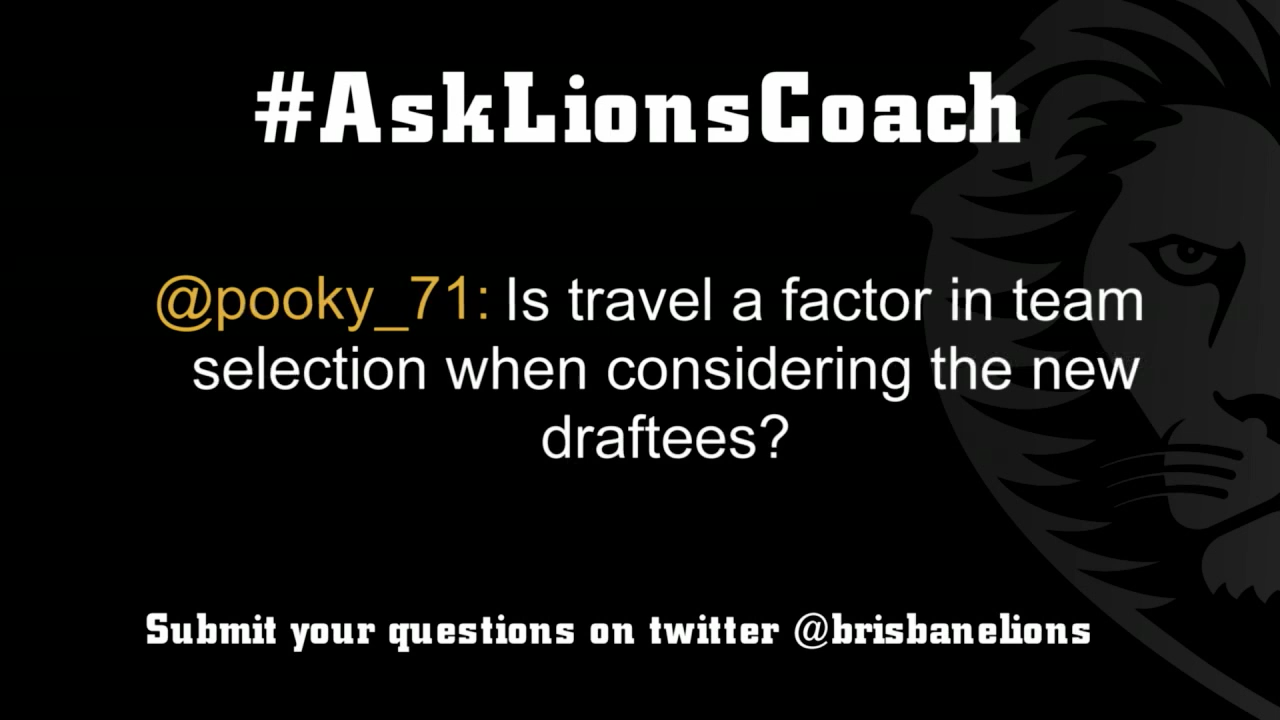 #AskLionsCoach
@pooky_71: Is travel a factor in team
selection when considering the new
draftees?
Submit your questions on twitter @brisbanelions